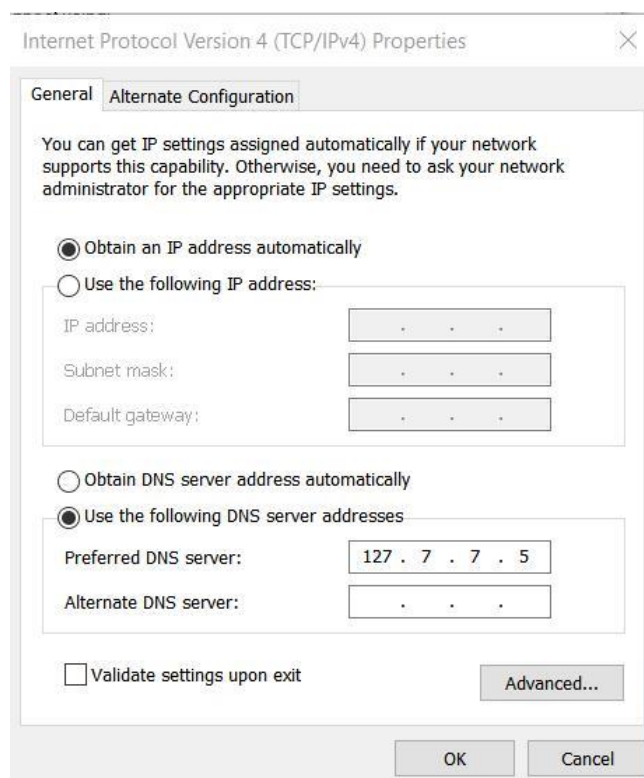 Internet Protocol Version 4 (TCP/IPv4) Properties
General
Alternate Configuration
You can get IP settings assigned automatically if your network
supports this capability. Otherwise, you need to ask your network
administrator for the appropriate IP settings.
Obtain an IP address automatically
Use the following IP address:
IP address:
. . .
Subnet mask:
. . .
Default gateway:
. . .
Obtain DNS server address automatically
Use the following DNS server addresses
Preferred DNS server:
127 . 7 . 7 . 5
Alternate DNS server:
. . .
Validate settings upon exit
Advanced...
OK
Cancel